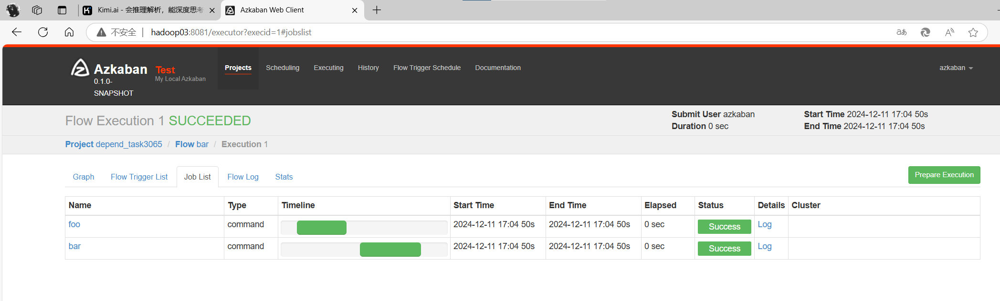 Kimi.ai - 会推理解析，能深度思考
Azkaban Web Client
不安全 | hadoop03:8081/executor?execid=1#jobslist
Azkaban
0.1.0-
SNAPSHOT
Test
My Local Azkaban
Projects Scheduling Executing History Flow Trigger Schedule Documentation azkaban
Flow Execution 1 SUCCEEDED
Submit User azkaban
Duration 0 sec
Start Time 2024-12-11 17:04 50s
End Time 2024-12-11 17:04 50s
Project depend_task3065 / Flow bar / Execution 1
Graph Flow Trigger List Job List Flow Log Stats Prepare Execution
Name Type Timeline Start Time End Time Elapsed Status Details Cluster
foo command 2024-12-11 17:04 50s 2024-12-11 17:04 50s 0 sec Success Log
bar command 2024-12-11 17:04 50s 2024-12-11 17:04 50s 0 sec Success Log